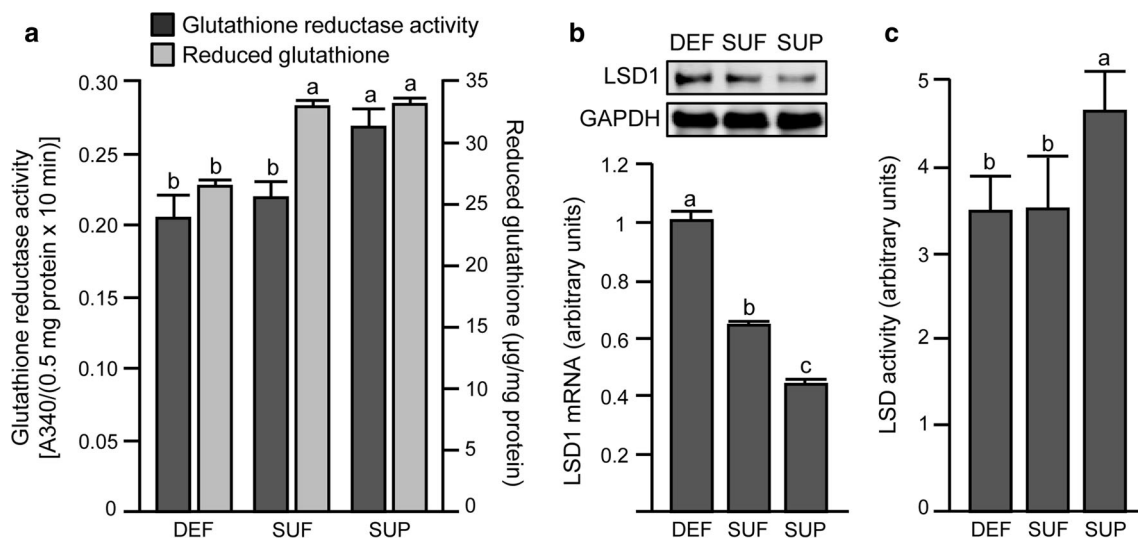 a
Glutathione reductase activity
Reduced glutathione
Glutathione reductase activity
[A340/(0.5 mg protein x 10 min)]
0.30
0.25
0.20
0.15
0.10
0.05
0
b
b
b
a
a
a
DEF
SUF
SUP
35
30
25
20
15
10
5
0
Reduced glutathione (µg/mg protein)
b
DEF SUF SUP
LSD1
GAPDH
LSD1 mRNA (arbitrary units)
1.2
1
0.8
0.6
0.4
0.2
a
b
c
DEF
SUF
SUP
c
LSD activity (arbitrary units)
5
4
3
2
1
0
b
b
a
DEF
SUF
SUP